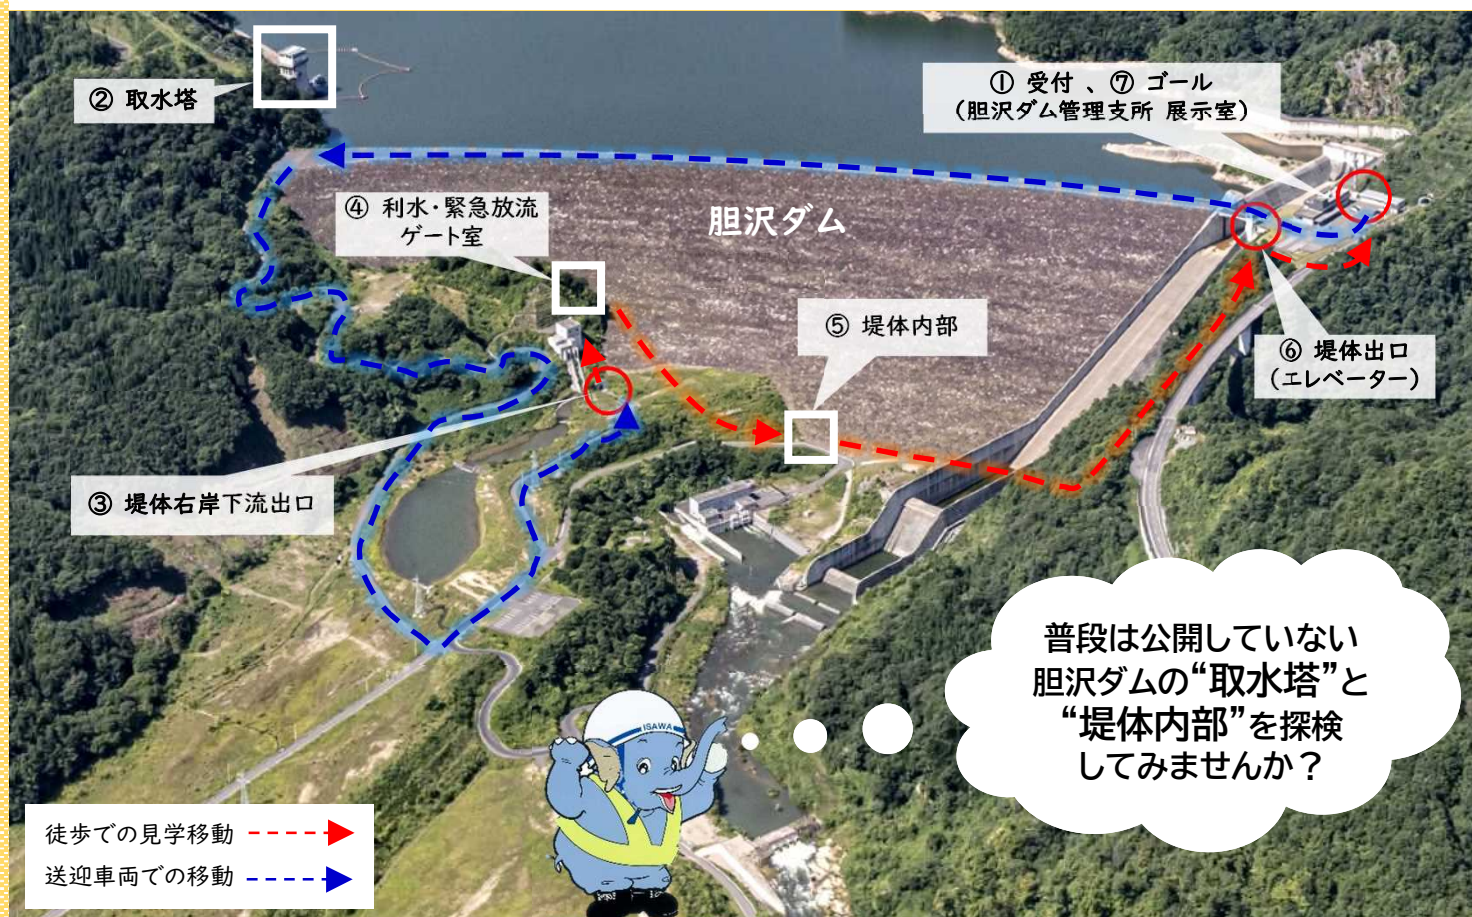 ② 取水塔
① 受付 、⑦ ゴール
(胆沢ダム管理支所 展示室)
④ 利水・緊急放流
ゲート室
胆沢ダム
⑤ 堤体内部
⑥ 堤体出口
(エレベーター)
③ 堤体右岸下流出口
普段は公開していない
胆沢ダムの“取水塔”と
“堤体内部”を探検
してみませんか？
ISAWA
徒歩での見学移動
送迎車両での移動